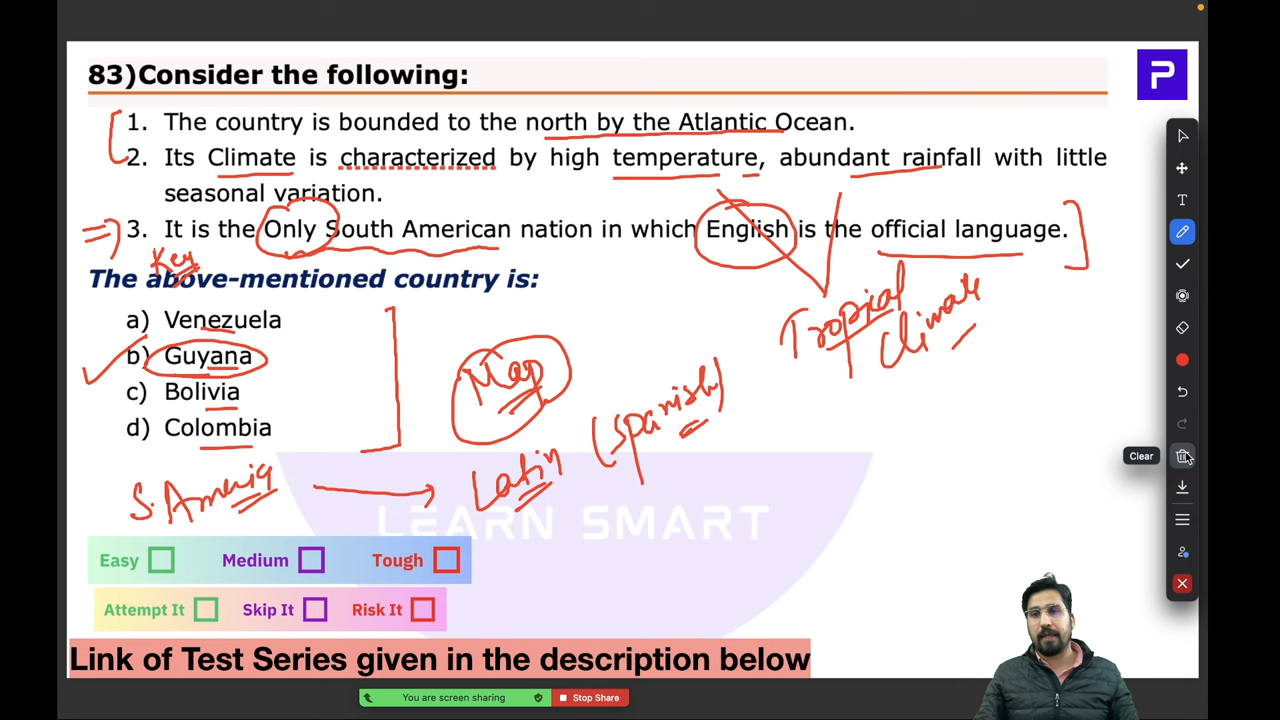 83)Consider the following:
1. The country is bounded to the north by the Atlantic Ocean.
2. Its Climate is characterized by high temperature, abundant rainfall with little
seasonal variation.
3. It is the Only South American nation in which English is the official language.
Key
The above-mentioned country is:
a) Venezuela
b) Guyana
c) Bolivia
d) Colombia
Tropical
Climate
Map
S. America
Latin (Spanish)
LEARN SMART
Easy Medium Tough
Attempt It Skip It Risk It
Link of Test Series given in the description below
Clear
You are screen sharing Stop Share